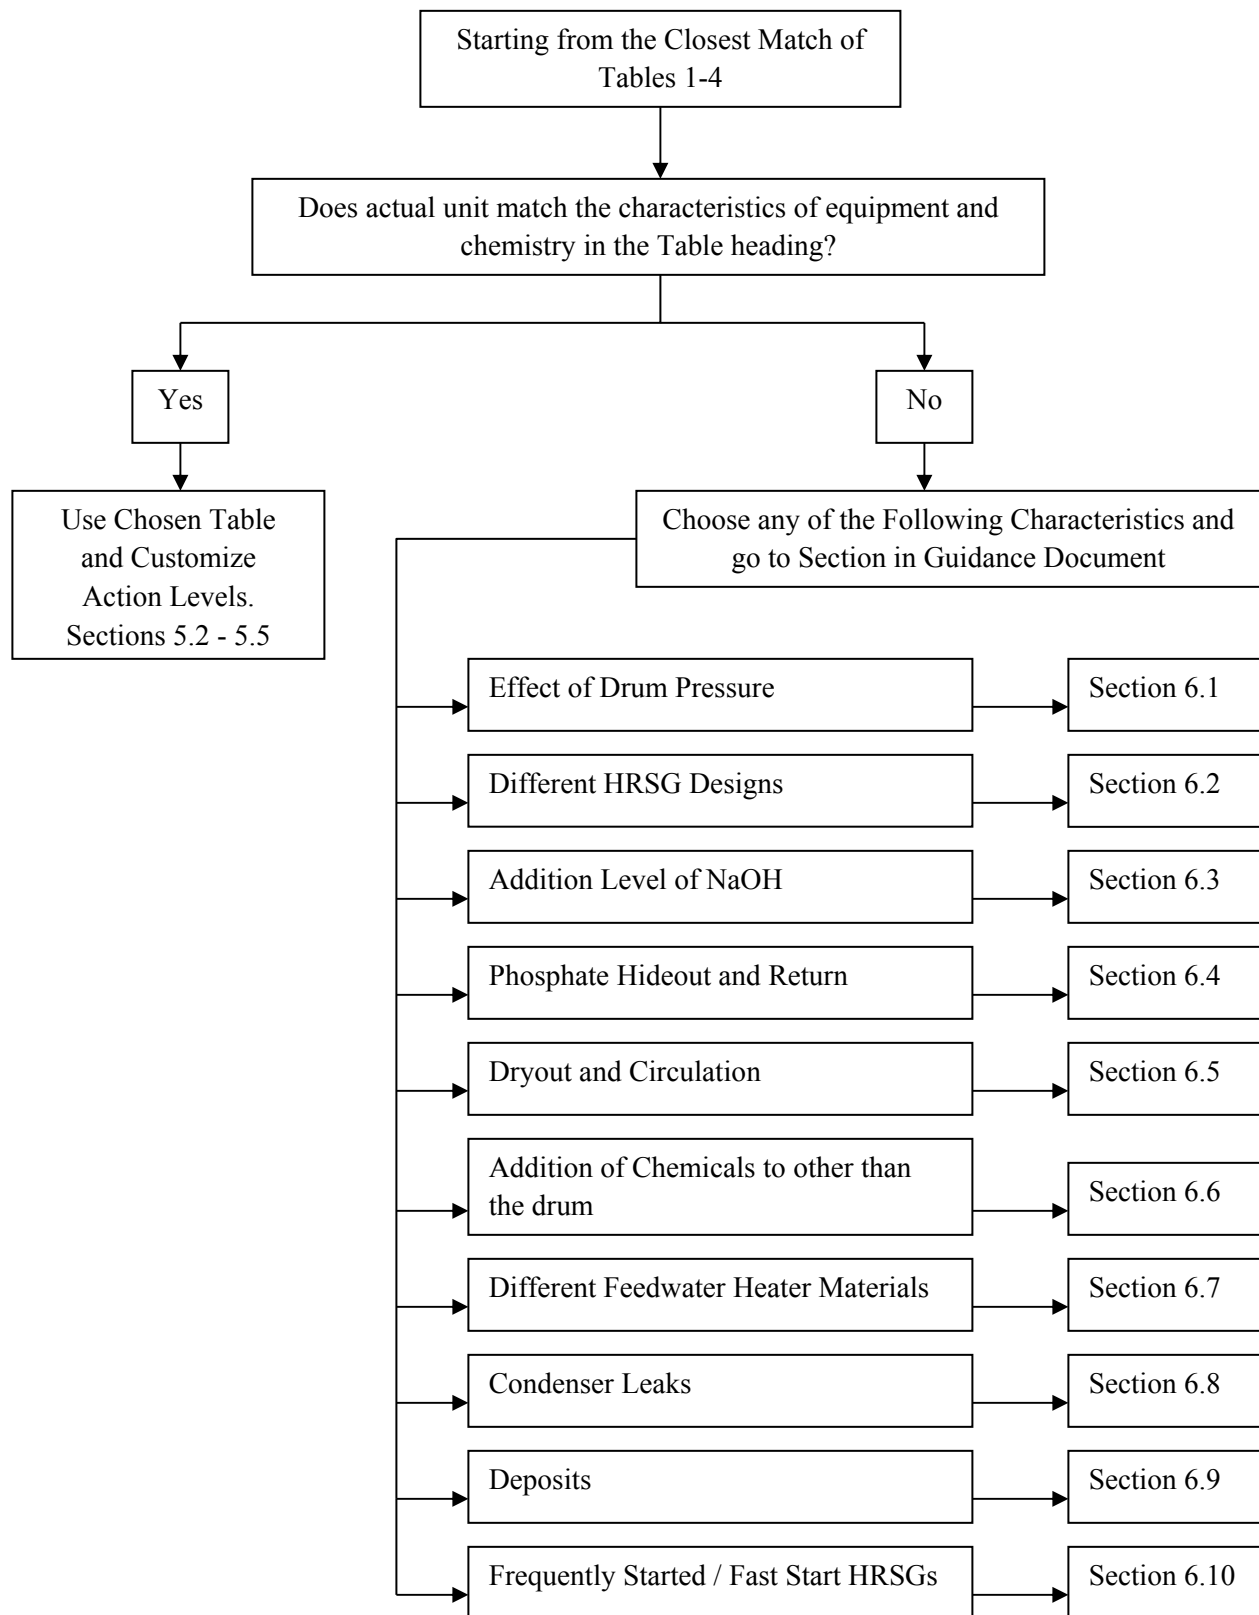 Starting from the Closest Match of
Tables 1-4
Does actual unit match the characteristics of equipment and
chemistry in the Table heading?
Yes
No
Use Chosen Table
and Customize
Action Levels.
Sections 5.2 - 5.5
Choose any of the Following Characteristics and
go to Section in Guidance Document
Effect of Drum Pressure
Section 6.1
Different HRSG Designs
Section 6.2
Addition Level of NaOH
Section 6.3
Phosphate Hideout and Return
Section 6.4
Dryout and Circulation
Section 6.5
Addition of Chemicals to other than
the drum
Section 6.6
Different Feedwater Heater Materials
Section 6.7
Condenser Leaks
Section 6.8
Deposits
Section 6.9
Frequently Started / Fast Start HRSGs
Section 6.10